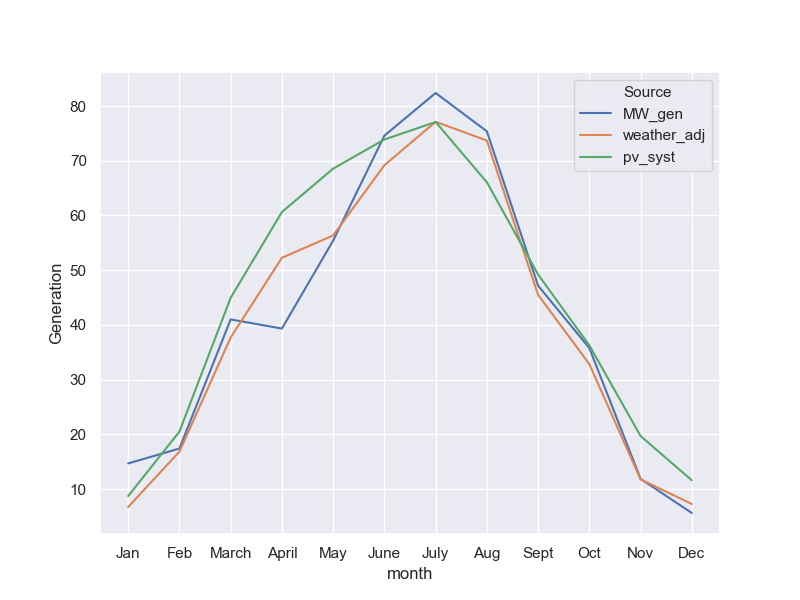 Source
MW_gen
weather_adj
pv_syst
Generation
80
70
60
50
40
30
20
10
Jan Feb March April May June July Aug Sept Oct Nov Dec
month